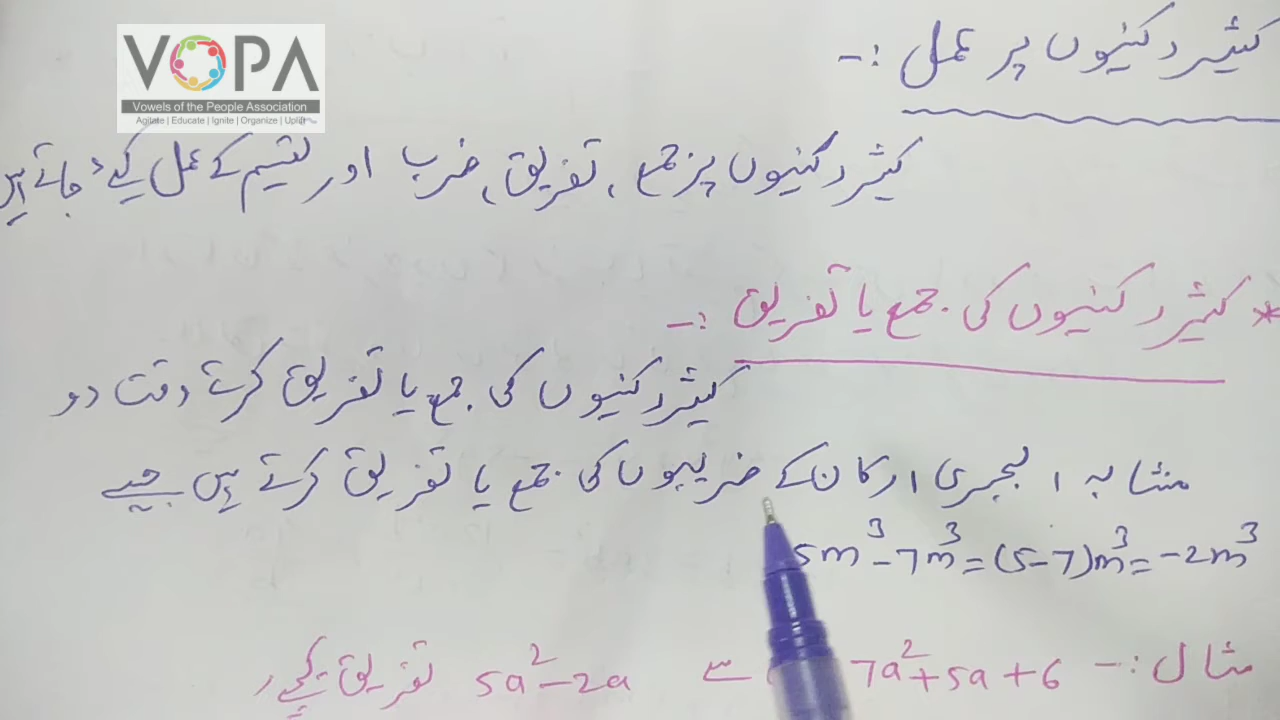 VOPA
Vowels of the People Association
Agitate | Educate | Ignite | Organize | Uplift
کثیر رکنیوں پر عمل :-
کثیر رکنیوں پر جمع ، تفریق ، ضرب اور تقسیم کے عمل کیے جاتے ہیں
* کثیر رکنیوں کی جمع یا تفریق :-
کثیر رکنیوں کی جمع یا تفریق کرتے وقت دو
مشابہ الجبری ارکان کے ضریبوں کی جمع یا تفریق کرتے ہیں جیسے
5m³-7m³=(5-7)m³=-2m³
مثال :- 7a²+5a+6 سے 5a²-2a تفریق کیجیے